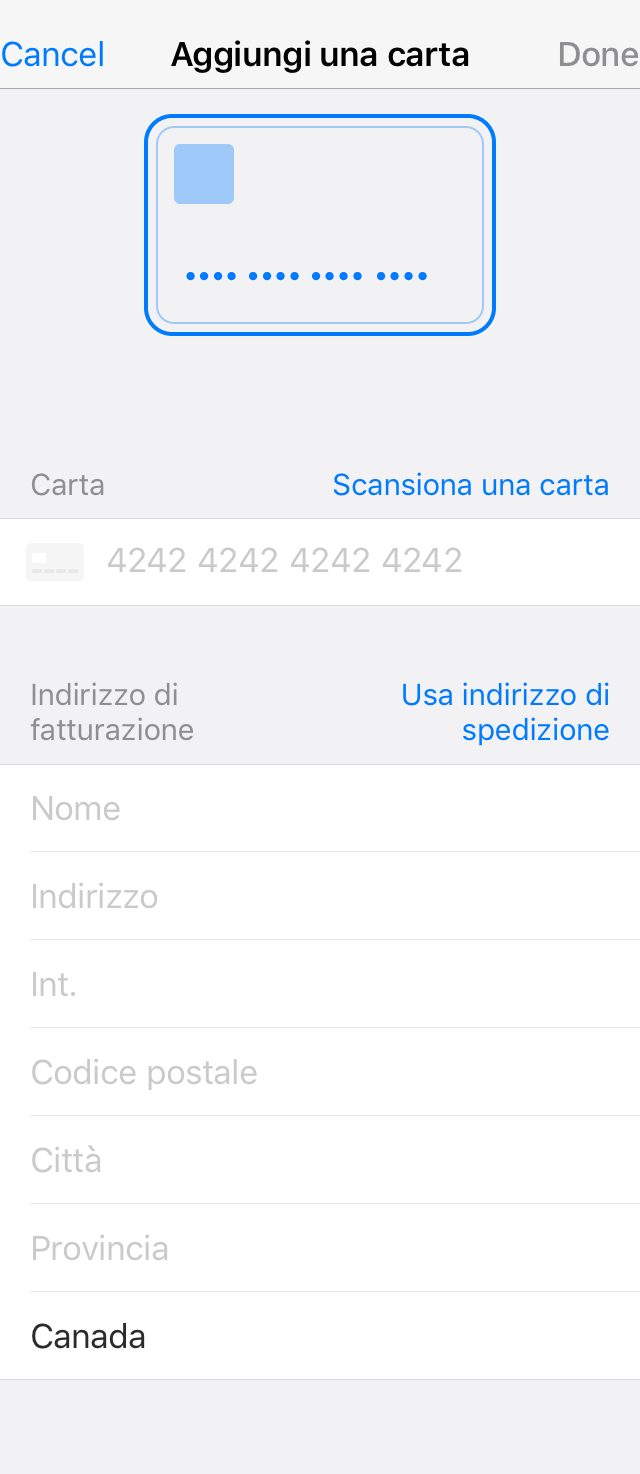 Cancel Aggiungi una carta Done
•••• •••• •••• ••••
Carta Scansiona una carta
4242 4242 4242 4242
Indirizzo di Usa indirizzo di
fatturazione spedizione
Nome
Indirizzo
Int.
Codice postale
Città
Provincia
Canada